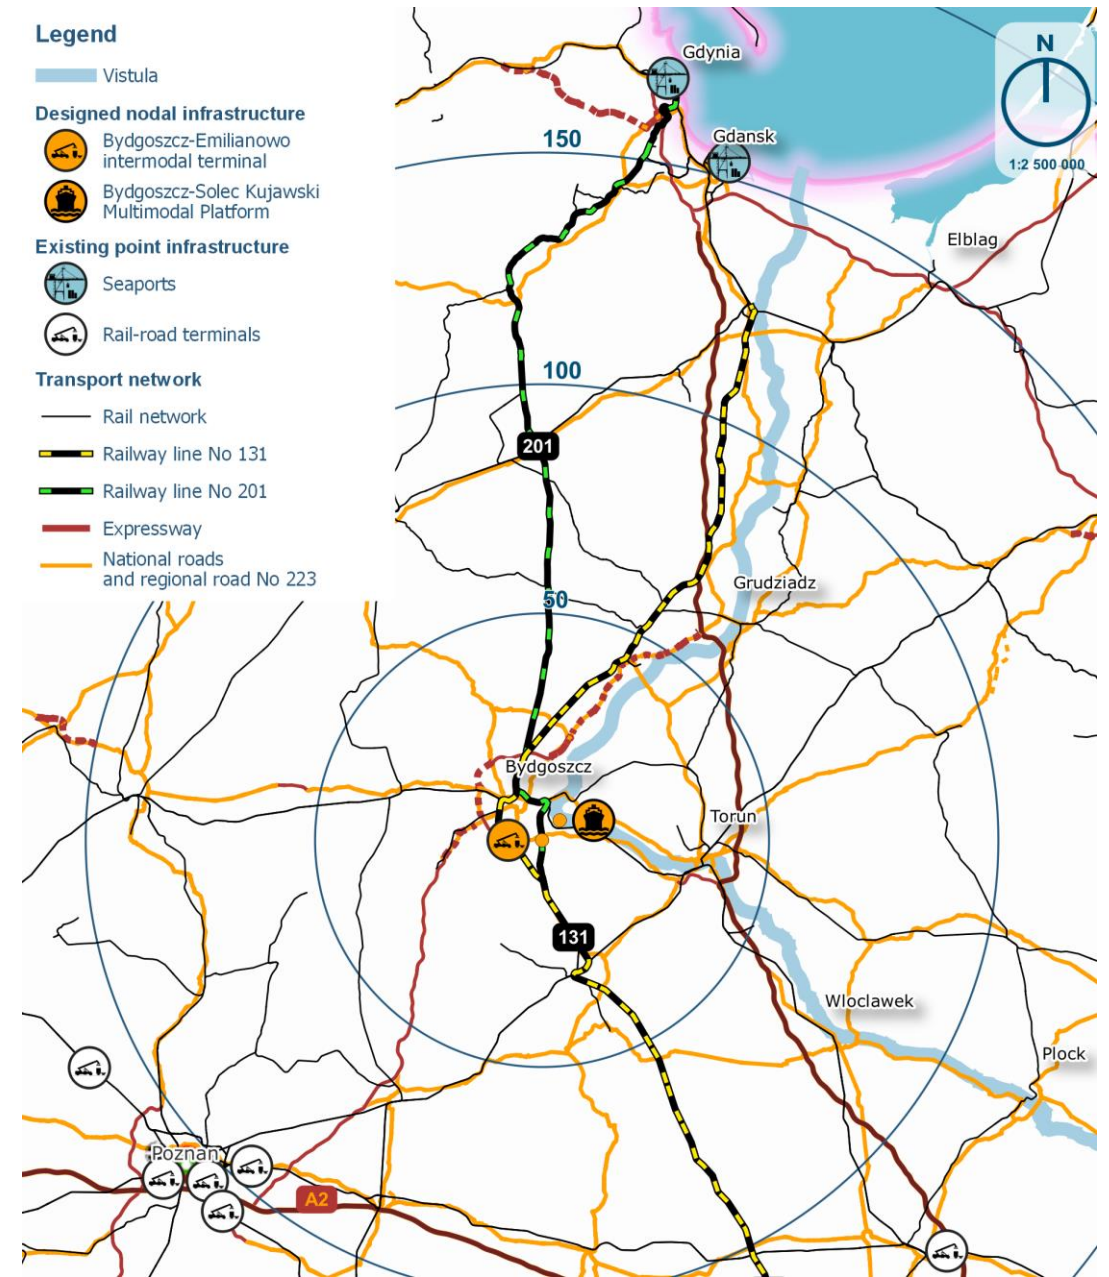 Legend
Vistula
Designed nodal infrastructure
Bydgoszcz-Emilianowo
intermodal terminal
Bydgoszcz-Solec Kujawski
Multimodal Platform
Existing point infrastructure
Seaports
Rail-road terminals
Transport network
Rail network
Railway line No 131
Railway line No 201
Expressway
National roads
and regional road No 223
N
1:2 500 000
Gdynia
150
Gdansk
Elblag
100
201
Grudziadz
50
Bydgoszcz
Torun
131
Wloclawek
Plock
Poznan
A2